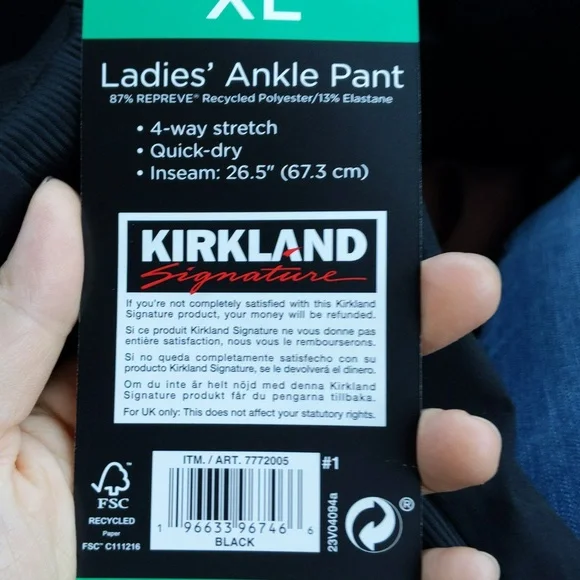 XL
Ladies' Ankle Pant
87% REPREVE® Recycled Polyester/13% Elastane
• 4-way stretch
• Quick-dry
• Inseam: 26.5" (67.3 cm)
KIRKLAND
Signature
If you're not completely satisfied with this Kirkland
Signature product, your money will be refunded.
Si ce produit Kirkland Signature ne vous donne pas
entière satisfaction, nous vous le rembourserons.
Si no queda completamente satisfecho con su
producto Kirkland Signature, se le devolverá el dinero.
Om du inte är helt nöjd med denna Kirkland
Signature produkt får du pengarna tillbaka.
For UK only: This does not affect your statutory rights.
ITM. / ART. 7772005
#1
1 96633 96746 6
BLACK
23V04094a
®
FSC
RECYCLED
Paper
FSC™ C111216